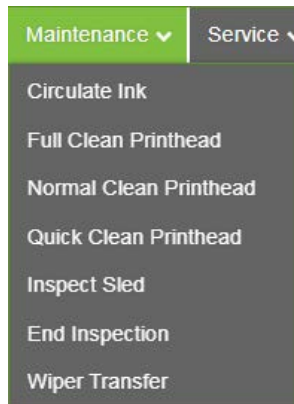 Maintenance Service
Circulate Ink
Full Clean Printhead
Normal Clean Printhead
Quick Clean Printhead
Inspect Sled
End Inspection
Wiper Transfer